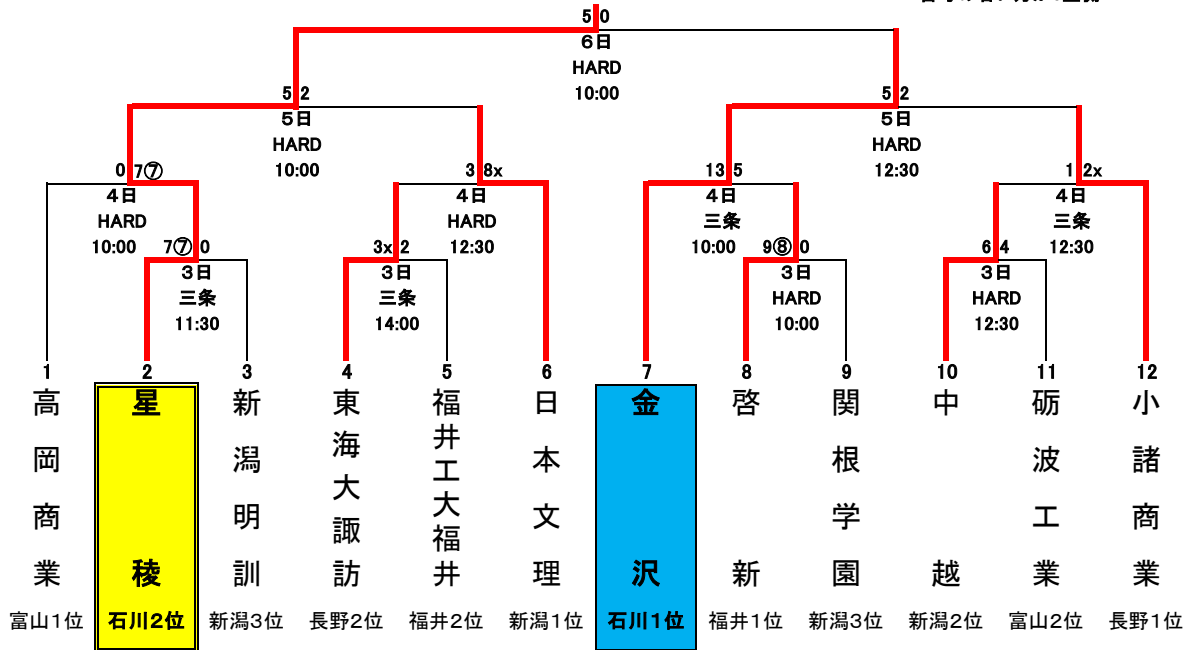 5 0
6日
HARD
10:00
5 2
5日
HARD
10:00
5 2
5日
HARD
12:30
0 7⑦
4日
HARD
10:00
3 8x
4日
HARD
12:30
13 5
4日
三条
10:00
1 2x
4日
三条
12:30
7⑦ 0
3日
三条
11:30
3x 2
3日
三条
14:00
9⑧ 0
3日
HARD
10:00
6 4
3日
HARD
12:30
1 2 3 4 5 6 7 8 9 10 11 12
高岡商業
星稜
新潟明訓
東海大諏訪
福井工大福井
日本文理
金沢
啓新
関根学園
中越
砺波工業
小諸商業
富山1位 石川2位 新潟3位 長野2位 福井2位 新潟1位 石川1位 福井1位 新潟3位 新潟2位 富山2位 長野1位